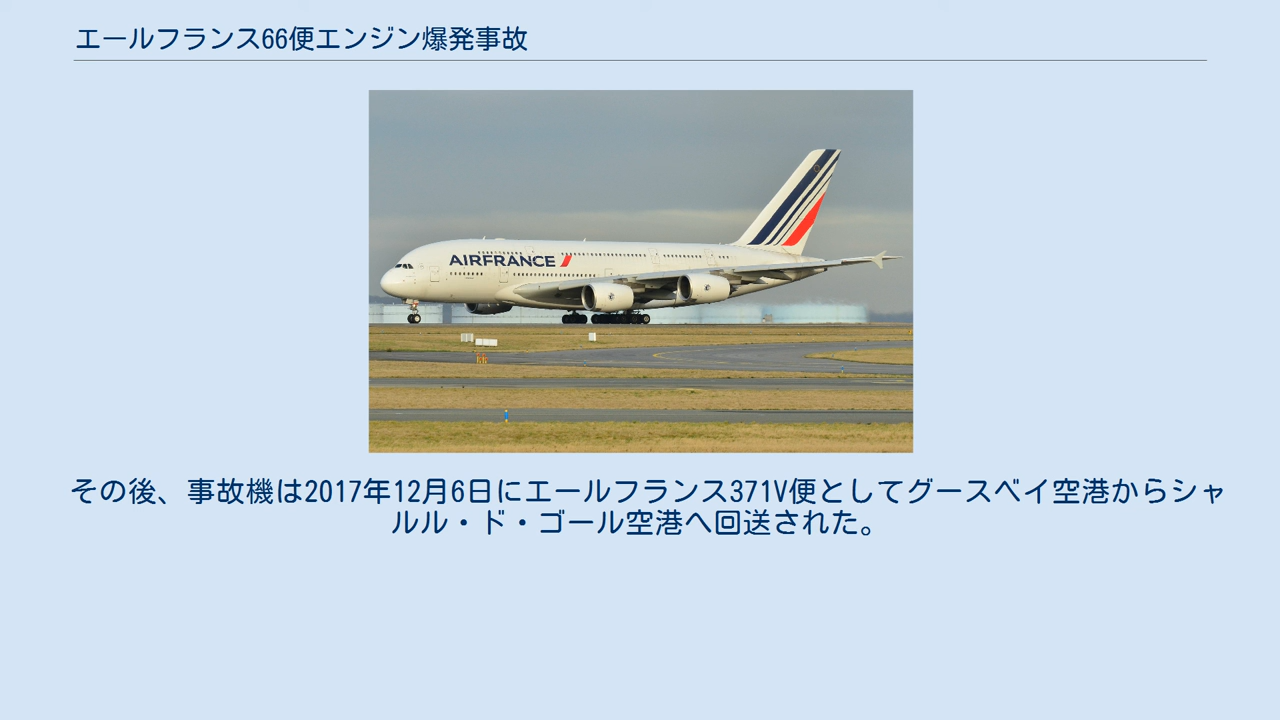 エールフランス66便エンジン爆発事故
AIRFRANCE
その後、事故機は2017年12月6日にエールフランス371V便としてグースベイ空港からシャ
ルル・ド・ゴール空港へ回送された。